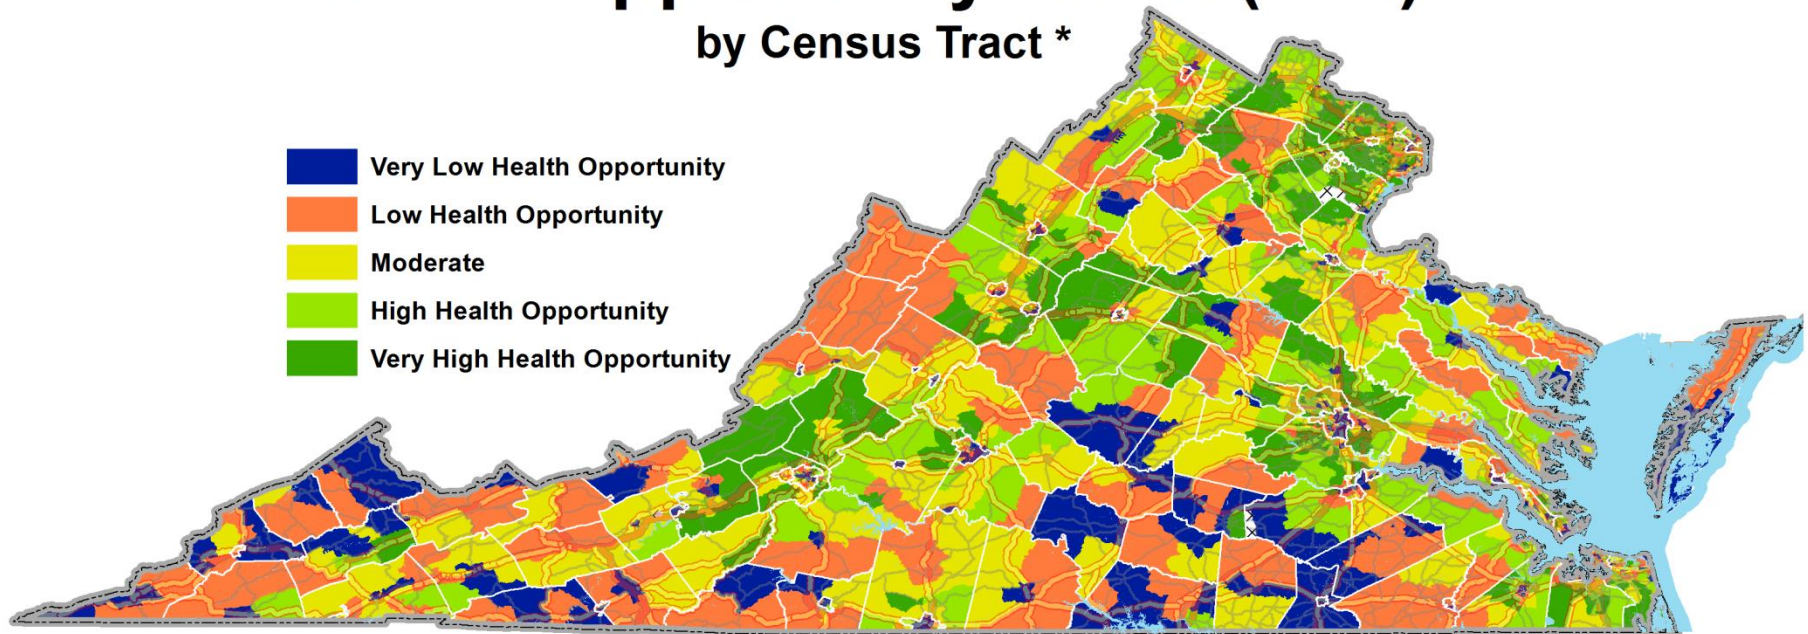 by Census Tract *
Very Low Health Opportunity
Low Health Opportunity
Moderate
High Health Opportunity
Very High Health Opportunity